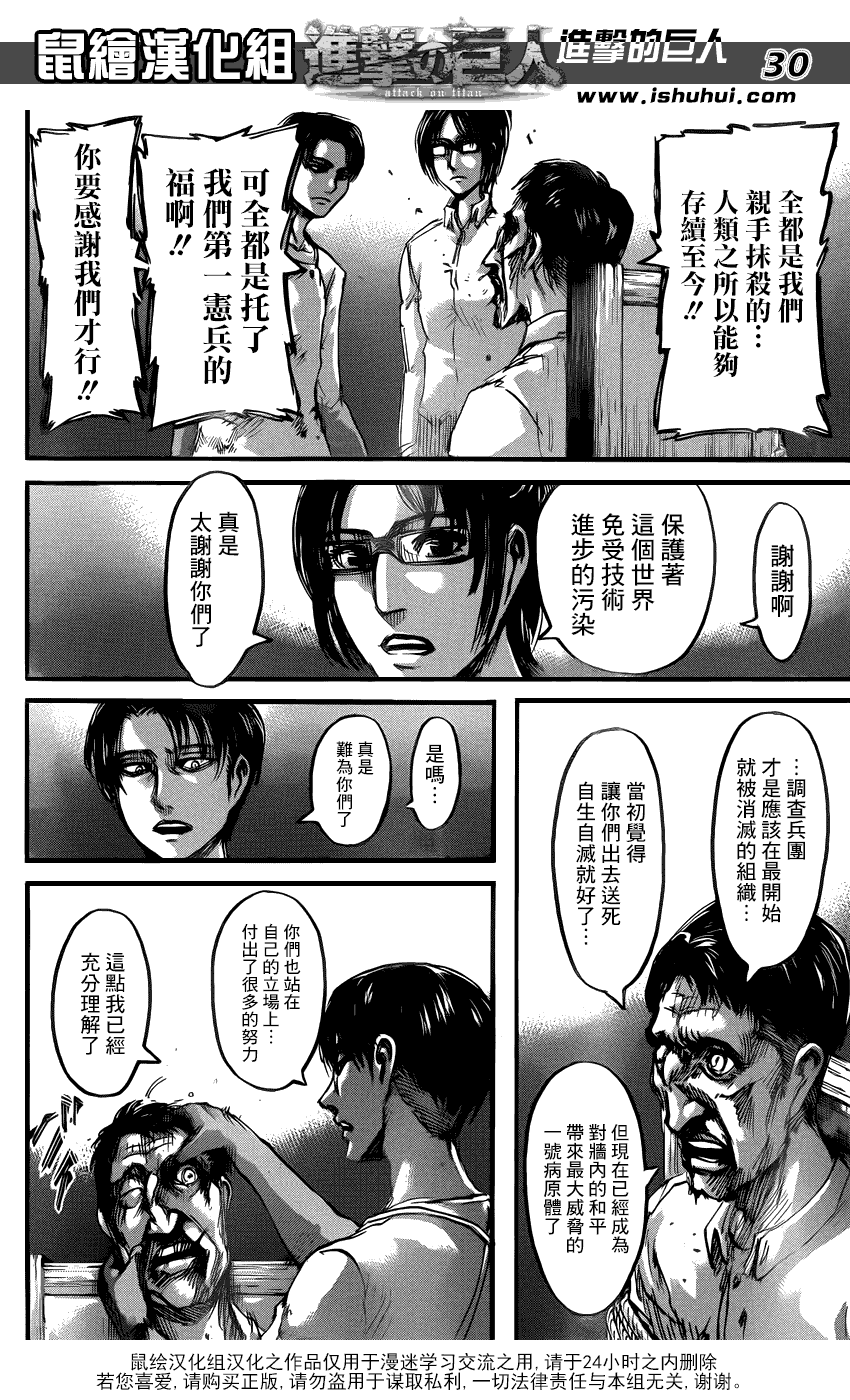 鼠繪漢化組
進撃の巨人
attack on titan
進擊的巨人
30
www.ishuhui.com
全都是我們
親手抹殺的…
人類之所以能夠
存續至今!!
可全都是托了
我們第一憲兵的
福啊!!
你要感謝我們才行!!
謝謝啊
保護著
這個世界
免受技術
進步的污染
真是
太謝謝你們了
…調查兵團
才是應該在最開始
就被消滅的組織…
當初覺得
讓你們出去送死
自生自滅就好了…
但現在已經成為
對牆內的和平
帶來最大威脅的
一號病原體了
是嗎…
真是
難為你們了
你們也站在
自己的立場上…
付出了很多的努力
這點我已經
充分理解了
鼠绘汉化组汉化之作品仅用于漫迷学习交流之用, 请于24小时之内删除
若您喜爱, 请购买正版, 请勿盗用于谋取私利, 一切法律责任与本组无关, 谢谢。